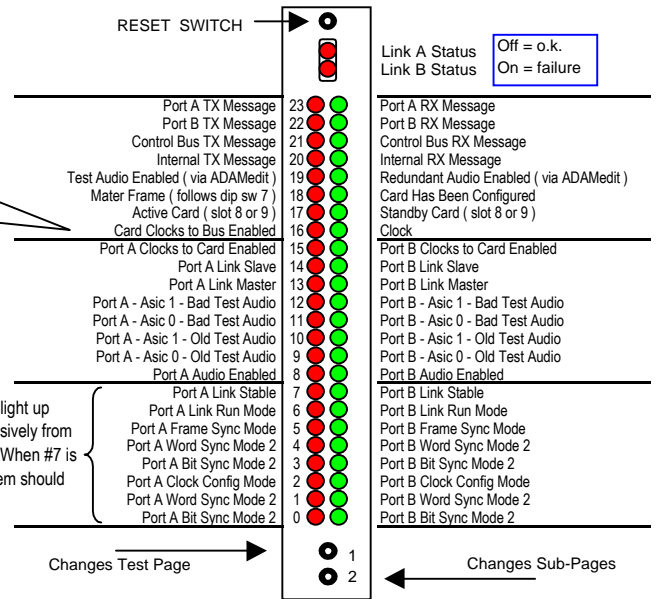 RESET SWITCH
Link A Status
Link B Status
Off = o.k.
On = failure
Port A TX Message 23 Port A RX Message
Port B TX Message 22 Port B RX Message
Control Bus TX Message 21 Control Bus RX Message
Internal TX Message 20 Internal RX Message
Test Audio Enabled ( via ADAMedit ) 19 Redundant Audio Enabled ( via ADAMedit )
Mater Frame ( follows dip sw 7 ) 18 Card Has Been Configured
Active Card ( slot 8 or 9 ) 17 Standby Card ( slot 8 or 9 )
Card Clocks to Bus Enabled 16 Clock
Port A Clocks to Card Enabled 15 Port B Clocks to Card Enabled
Port A Link Slave 14 Port B Link Slave
Port A Link Master 13 Port B Link Master
Port A - Asic 1 - Bad Test Audio 12 Port B - Asic 1 - Bad Test Audio
Port A - Asic 0 - Bad Test Audio 11 Port B - Asic 0 - Bad Test Audio
Port A - Asic 1 - Old Test Audio 10 Port B - Asic 1 - Old Test Audio
Port A - Asic 0 - Old Test Audio 9 Port B - Asic 0 - Old Test Audio
Port A Audio Enabled 8 Port B Audio Enabled
Port A Link Stable 7 Port B Link Stable
light up Port A Link Run Mode 6 Port B Link Run Mode
sively from Port A Frame Sync Mode 5 Port B Frame Sync Mode
When #7 is Port A Word Sync Mode 2 4 Port B Word Sync Mode 2
Port A Bit Sync Mode 2 3 Port B Bit Sync Mode 2
em should Port A Clock Config Mode 2 Port B Clock Config Mode
Port A Word Sync Mode 2 1 Port B Word Sync Mode 2
Port A Bit Sync Mode 2 0 Port B Bit Sync Mode 2
Changes Test Page 1
2 Changes Sub-Pages